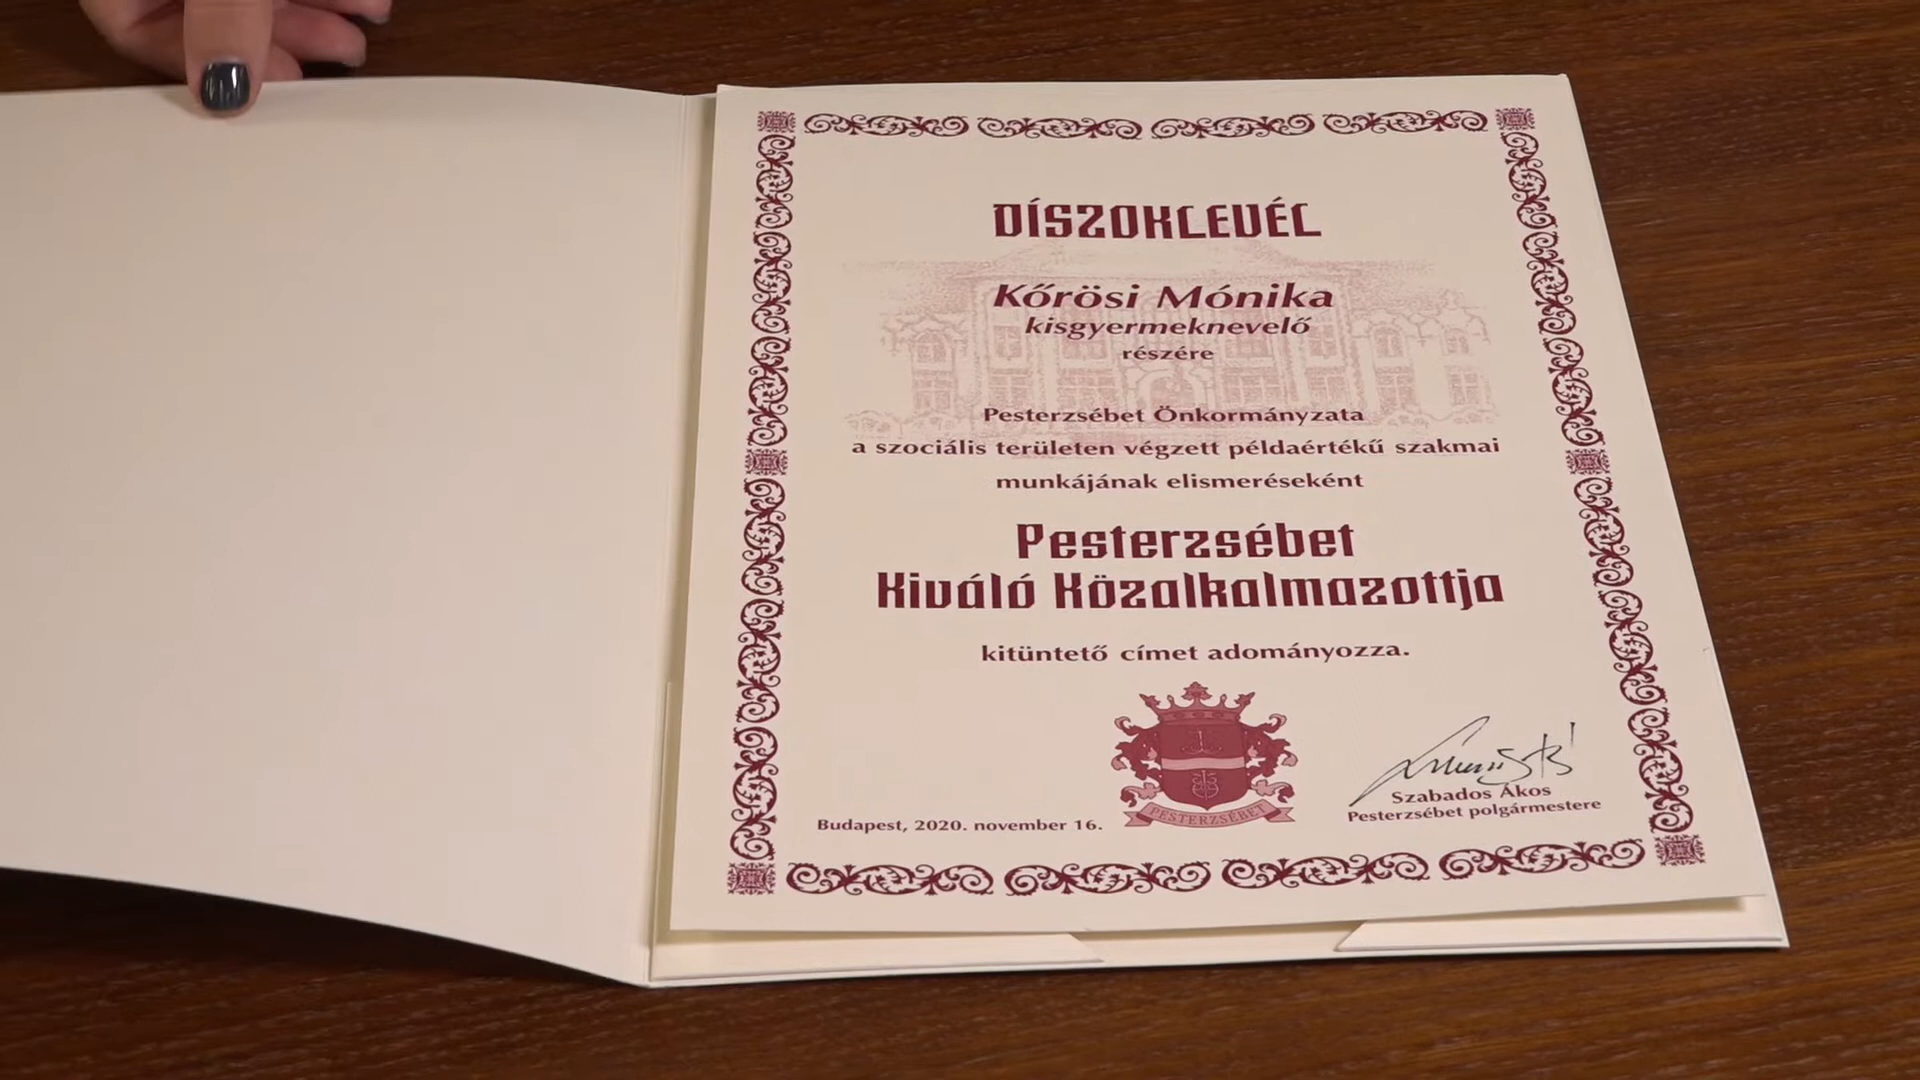 DÍSZOKLEVÉL
Kőrösi Mónika
kisgyermeknevelő
részére
Pesterzsébet Önkormányzata
a szociális területen végzett példaértékű szakmai
munkájának elismeréseként
Pesterzsébet
Kiváló Közalkalmazottja
kitüntető címet adományozza.
PESTERZSÉBET
Szabados Ákos
Pesterzsébet polgármestere
Budapest, 2020. november 16.